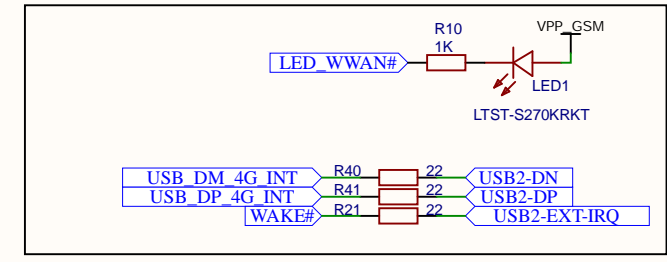 R10 VPP_GSM
1K
LED_WWAN#
LED1
LTST-S270KRKT
USB_DM_4G_INT R40 22 USB2-DN
USB_DP_4G_INT R41 22 USB2-DP
WAKE# R21 22 USB2-EXT-IRQ